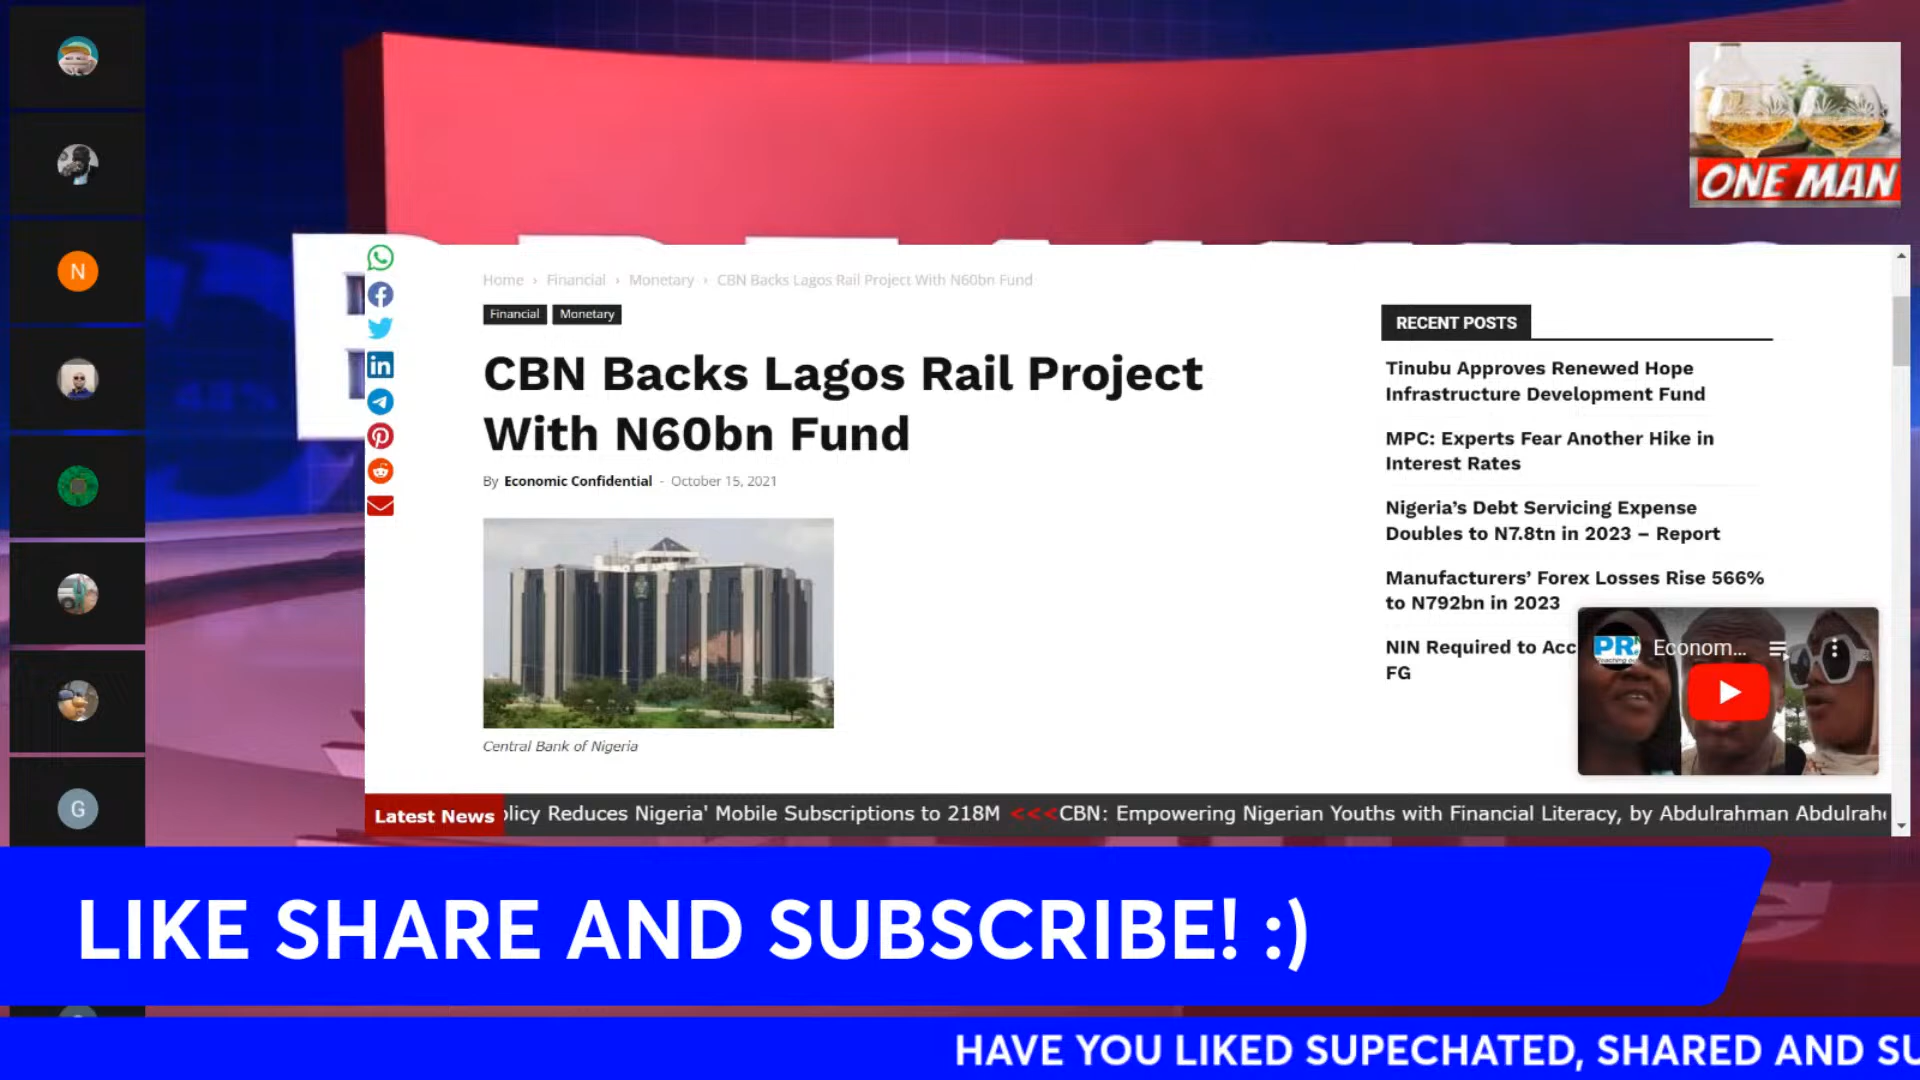 ONE MAN
N
G
Home › Financial › Monetary › CBN Backs Lagos Rail Project With N60bn Fund
Financial Monetary
CBN Backs Lagos Rail Project
With N60bn Fund
By Economic Confidential - October 15, 2021
Central Bank of Nigeria
RECENT POSTS
Tinubu Approves Renewed Hope
Infrastructure Development Fund
MPC: Experts Fear Another Hike in
Interest Rates
Nigeria’s Debt Servicing Expense
Doubles to N7.8tn in 2023 – Report
Manufacturers’ Forex Losses Rise 566%
to N792bn in 2023
NIN Required to Acc
FG
PR
Econom...
Latest News
olicy Reduces Nigeria' Mobile Subscriptions to 218M <<<CBN: Empowering Nigerian Youths with Financial Literacy, by Abdulrahman Abdulrah
LIKE SHARE AND SUBSCRIBE! :)
HAVE YOU LIKED SUPECHATED, SHARED AND SU